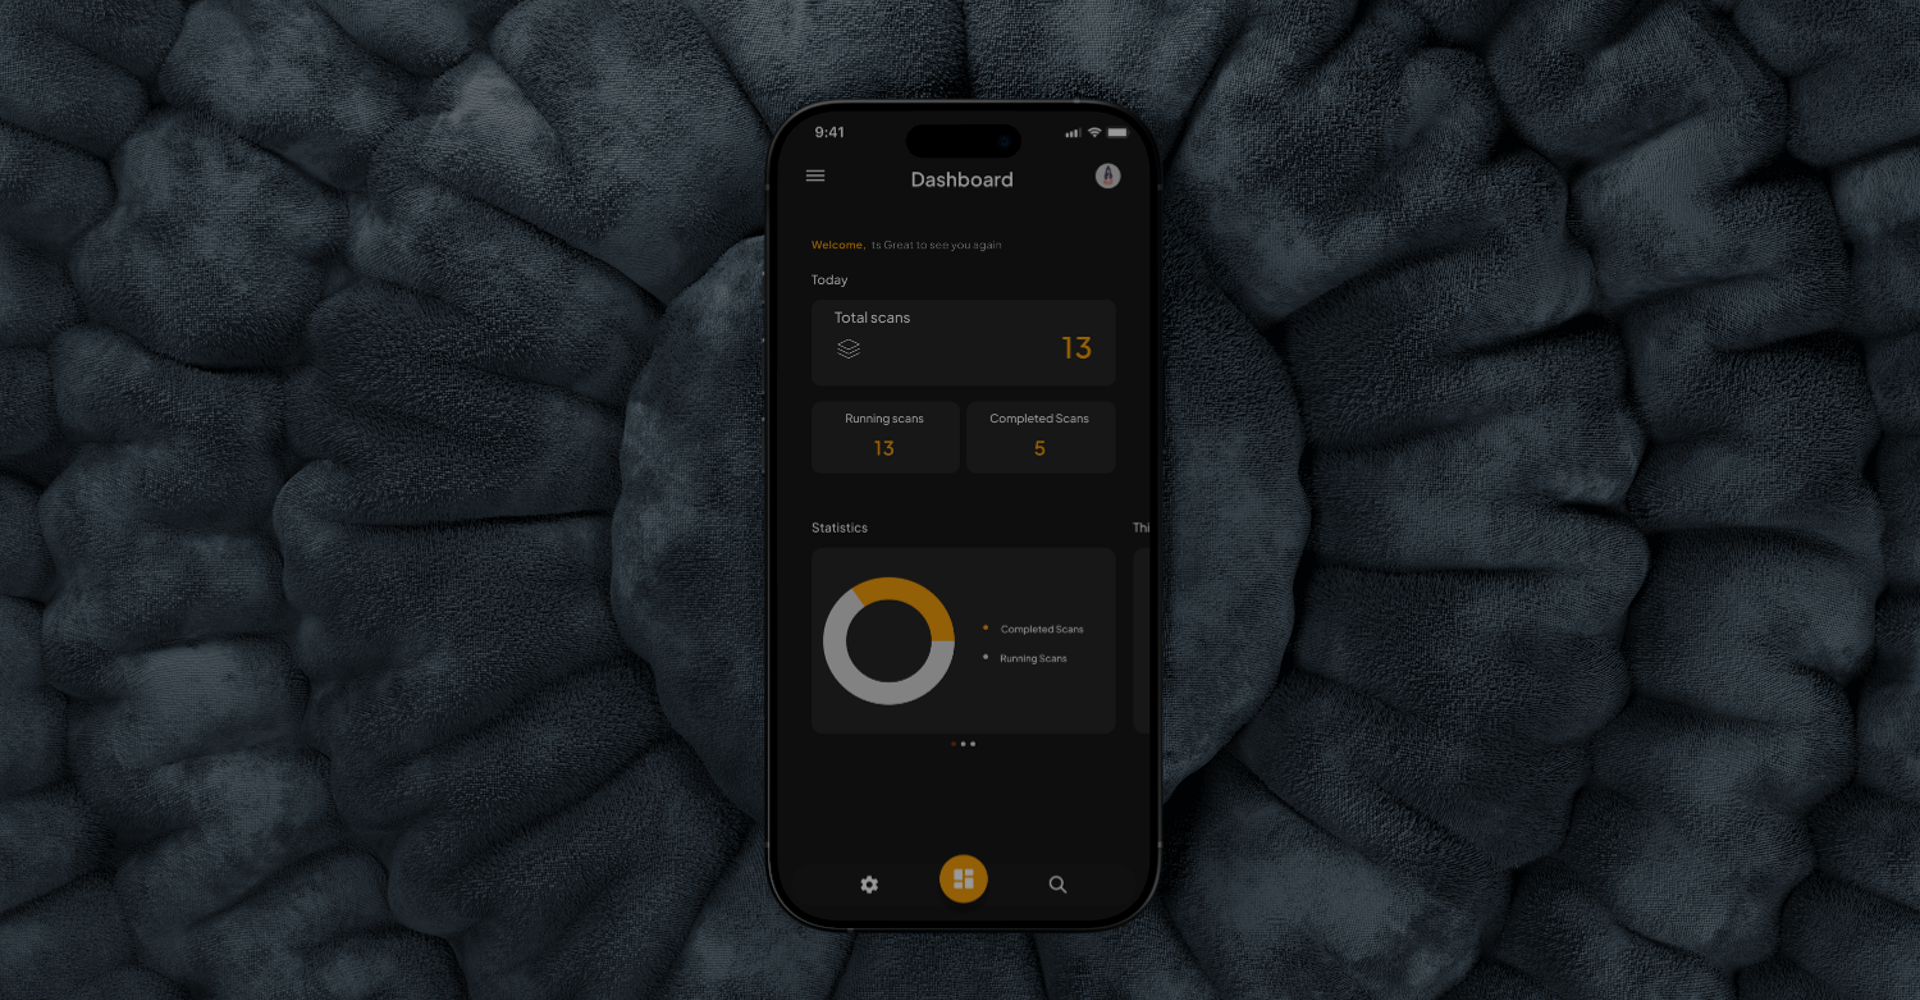 9:41
Dashboard
Welcome, ts Great to see you again
Today
Total scans
13
Running scans
13
Completed Scans
5
Statistics
Thi
Completed Scans
Running Scans